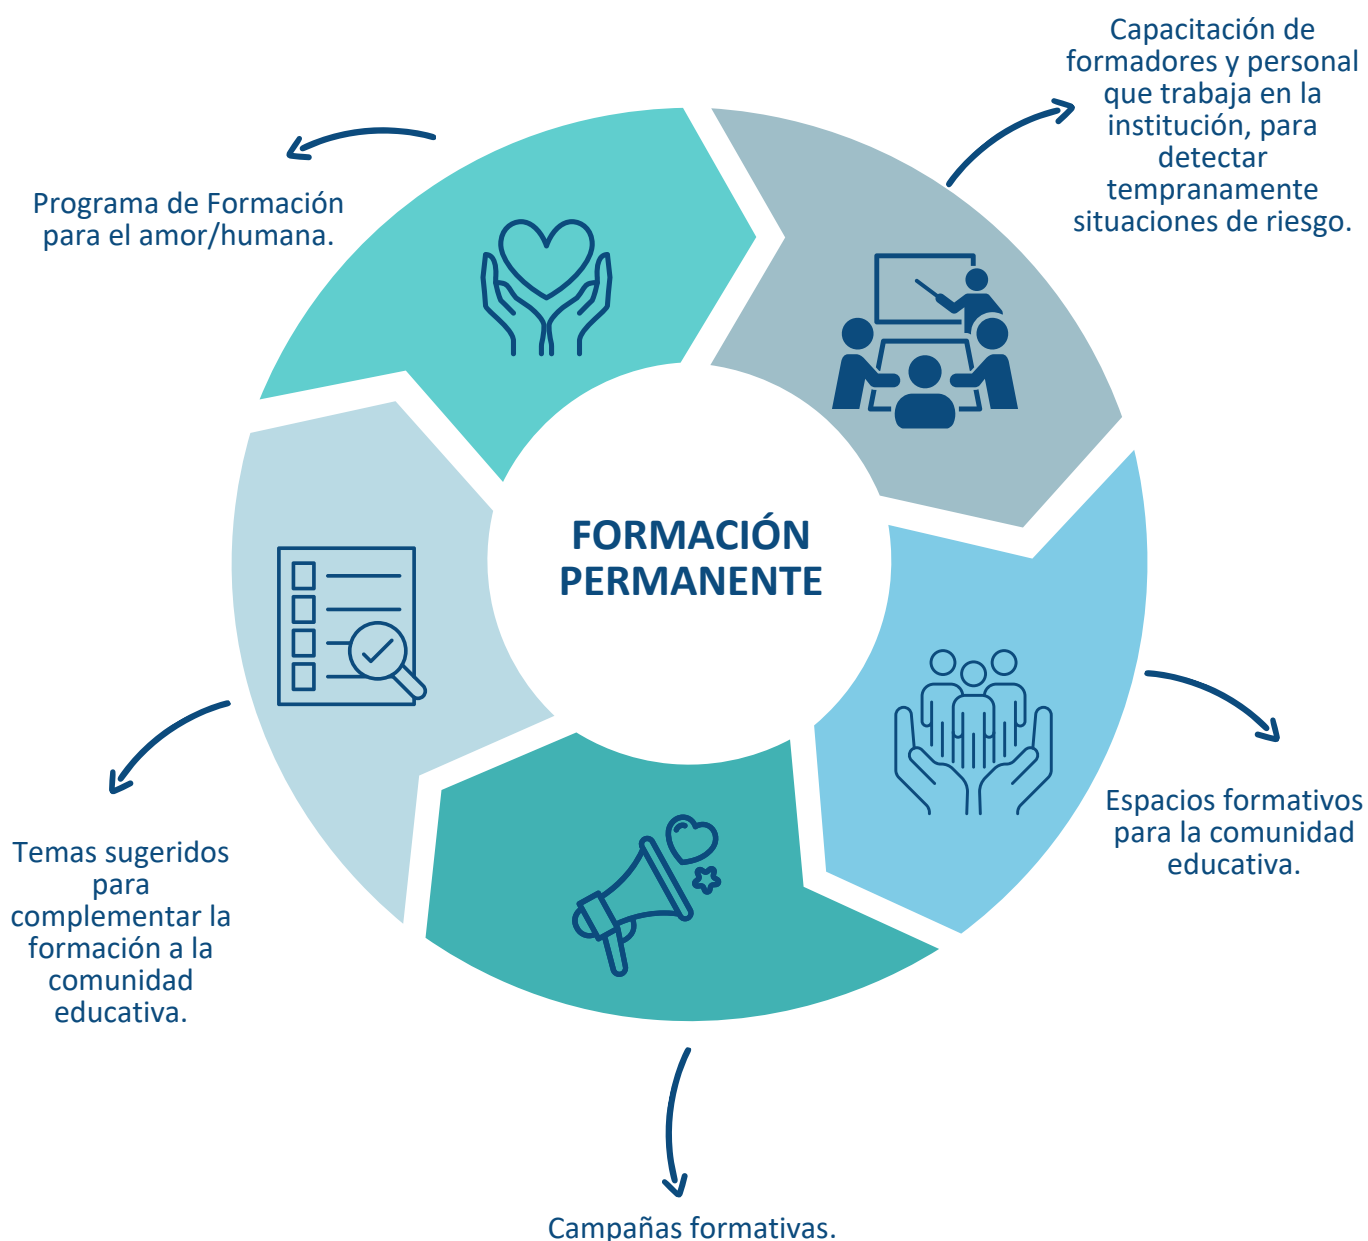 Capacitación de
formadores y personal
que trabaja en la
institución, para
detectar
tempranamente
situaciones de riesgo.
Programa de Formación
para el amor/humana.
FORMACIÓN
PERMANENTE
Espacios formativos
para la comunidad
educativa.
Temas sugeridos
para
complementar la
formación a la
comunidad
educativa.
Campañas formativas.